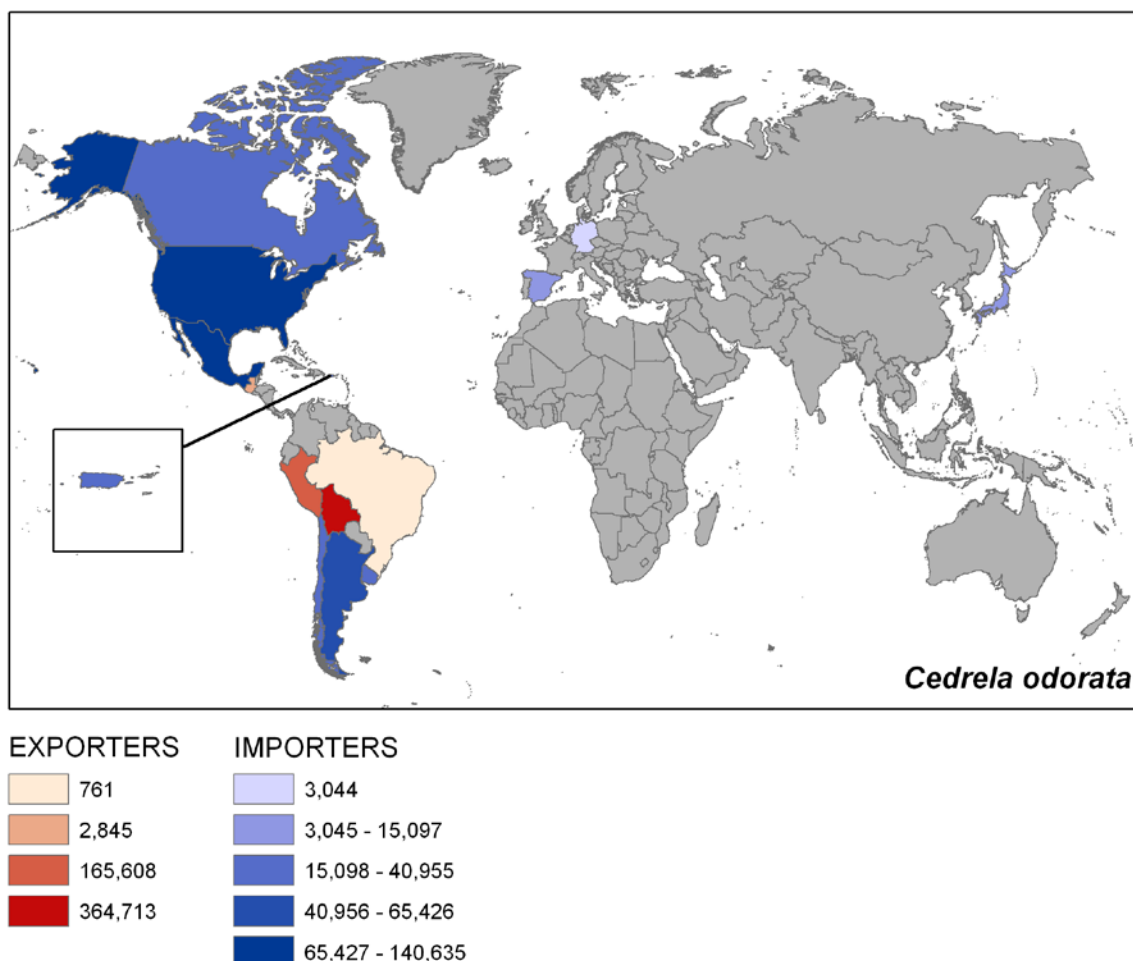 Cedrela odorata
EXPORTERS
761
2,845
165,608
364,713
IMPORTERS
3,044
3,045 - 15,097
15,098 - 40,955
40,956 - 65,426
65,427 - 140,635